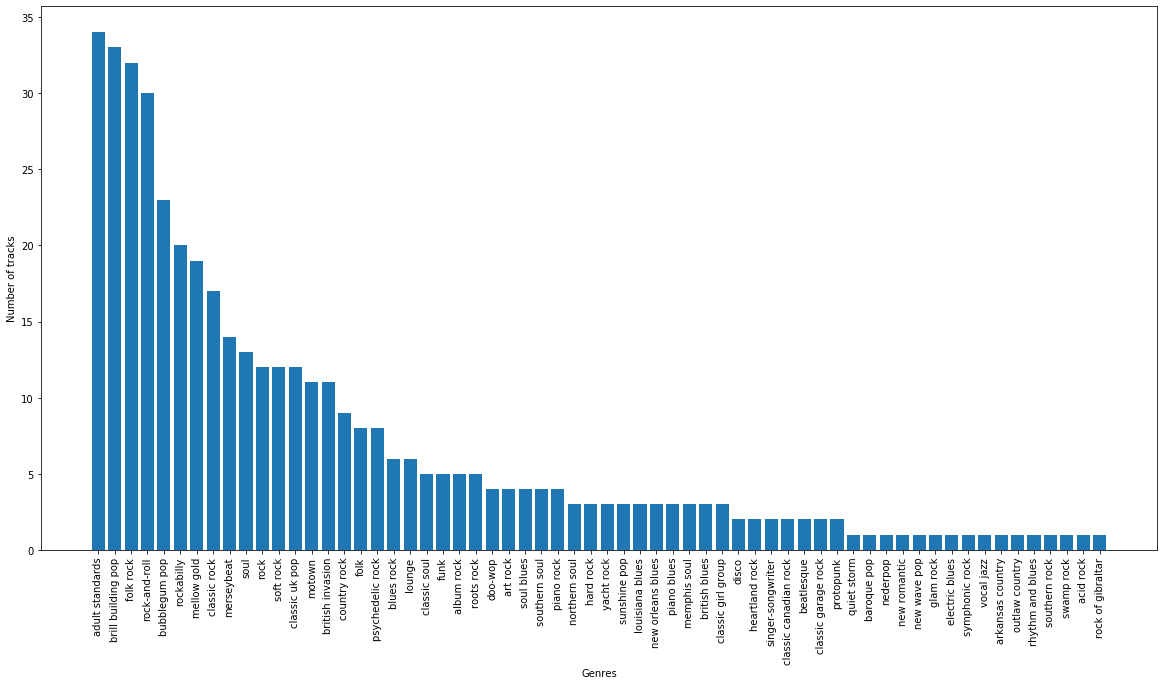 35
30
25
20
15
10
5
0
Number of tracks
adult standards
brill building pop
folk rock
rock-and-roll
bubblegum pop
rockabilly
mellow gold
classic rock
merseybeat
soul
rock
soft rock
classic uk pop
motown
british invasion
country rock
folk
psychedelic rock
blues rock
lounge
classic soul
funk
album rock
roots rock
doo-wop
art rock
soul blues
southern soul
piano rock
northern soul
hard rock
yacht rock
sunshine pop
louisiana blues
new orleans blues
piano blues
memphis soul
british blues
classic girl group
disco
heartland rock
singer-songwriter
classic canadian rock
beatlesque
classic garage rock
protopunk
quiet storm
baroque pop
nederpop
new romantic
new wave pop
glam rock
electric blues
symphonic rock
vocal jazz
arkansas country
outlaw country
rhythm and blues
southern rock
swamp rock
acid rock
rock of gibraltar
Genres